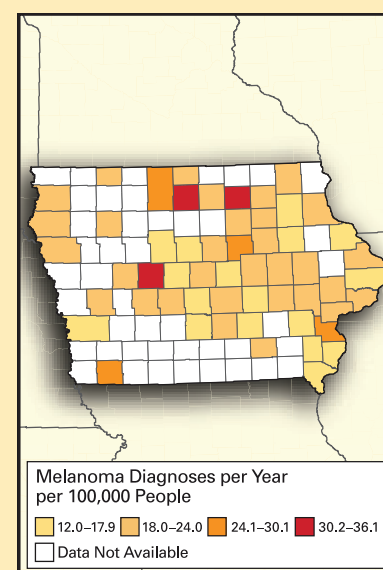 Melanoma Diagnoses per Year
per 100,000 People
12.0–17.9 18.0–24.0 24.1–30.1 30.2–36.1
Data Not Available